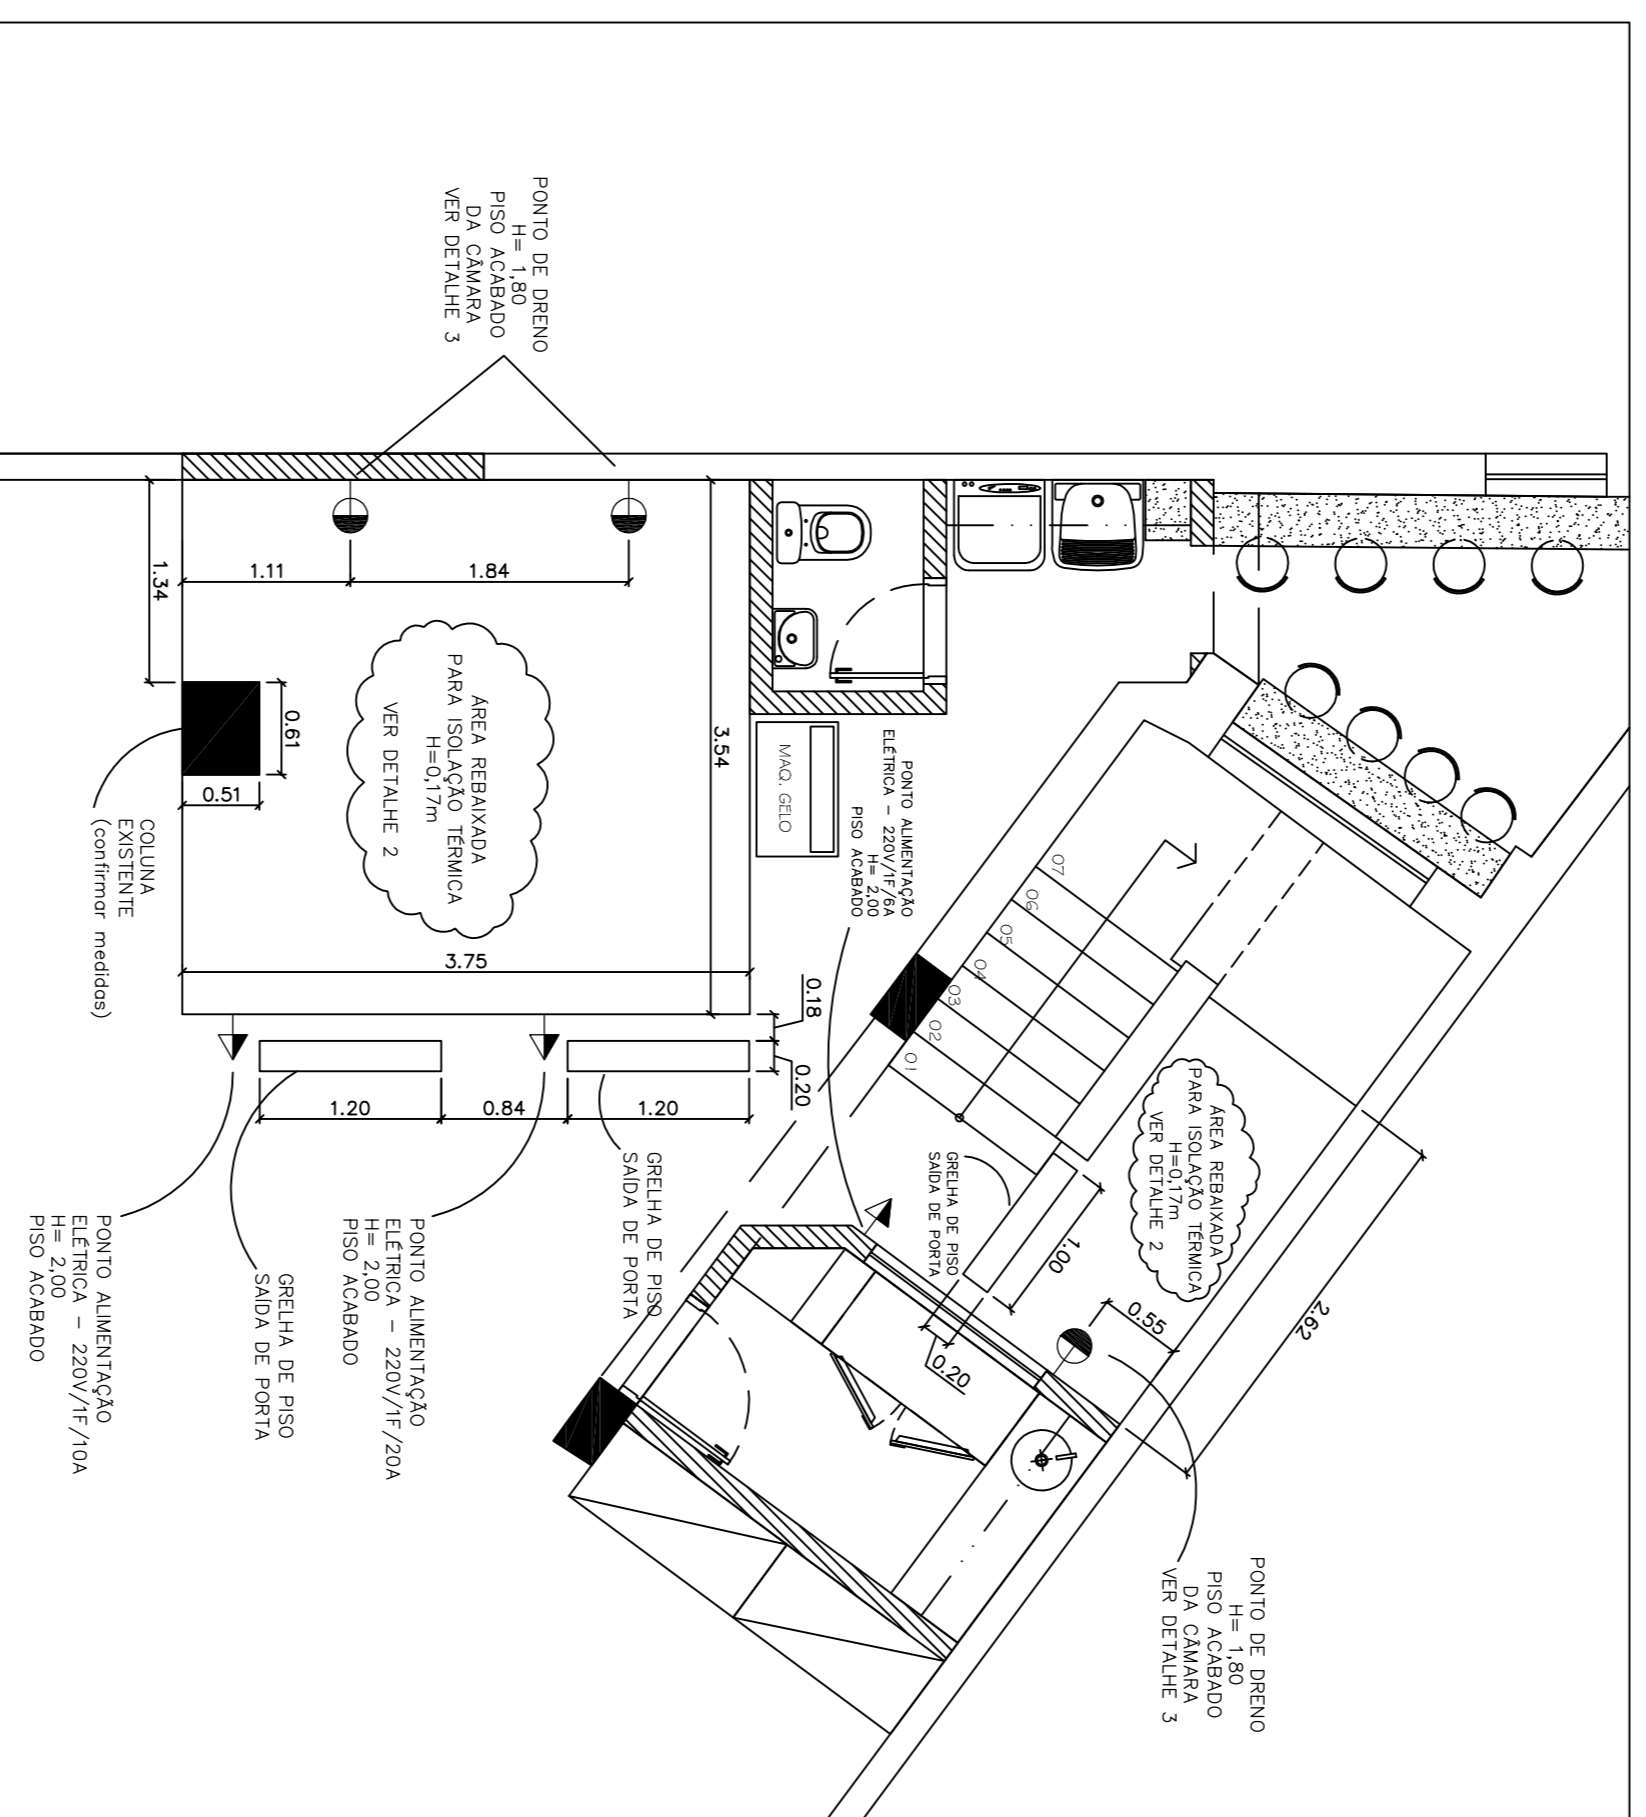 PONTO DE DRENO
H= 1,80
PISO ACABADO
DA CÂMARA
VER DETALHE 3
1.34
1.11
1.84
0.61
0.51
ÁREA REBAIXADA
PARA ISOLAÇÃO TÉRMICA
H=0,17m
VER DETALHE 2
3.54
3.75
COLUNA
EXISTENTE
(confirmar medidas)
MAQ. GELO
PONTO ALIMENTAÇÃO
ELÉTRICA – 220V/1F/6A
H= 2,00
PISO ACABADO
0.18
0.20
1.20
0.84
1.20
GRELHA DE PISO
SAÍDA DE PORTA
PONTO ALIMENTAÇÃO
ELÉTRICA – 220V/1F/20A
H= 2,00
PISO ACABADO
GRELHA DE PISO
SAÍDA DE PORTA
PONTO ALIMENTAÇÃO
ELÉTRICA – 220V/1F/10A
H= 2,00
PISO ACABADO
07
06
05
04
03
02
01
ÁREA REBAIXADA
PARA ISOLAÇÃO TÉRMICA
H=0,17m
VER DETALHE 2
GRELHA DE PISO
SAÍDA DE PORTA
1.00
0.20
0.55
2.62
PONTO DE DRENO
H= 1,80
PISO ACABADO
DA CÂMARA
VER DETALHE 3